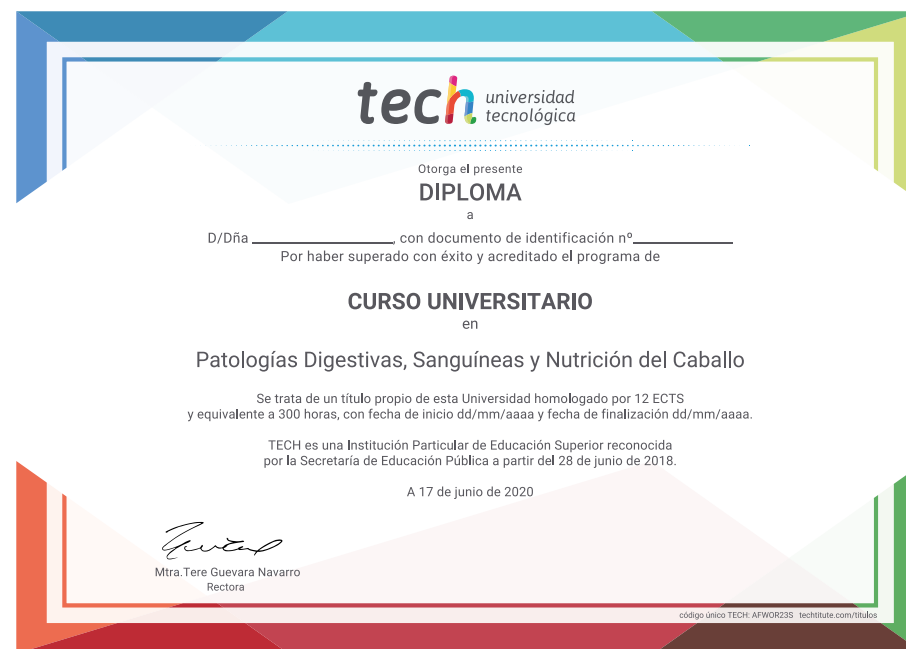 tech universidad
tecnológica
Otorga el presente
DIPLOMA
a
D/Dña ____________________, con documento de identificación nº______________
Por haber superado con éxito y acreditado el programa de
CURSO UNIVERSITARIO
en
Patologías Digestivas, Sanguíneas y Nutrición del Caballo
Se trata de un título propio de esta Universidad homologado por 12 ECTS
y equivalente a 300 horas, con fecha de inicio dd/mm/aaaa y fecha de finalización dd/mm/aaaa.
TECH es una Institución Particular de Educación Superior reconocida
por la Secretaría de Educación Pública a partir del 28 de junio de 2018.
A 17 de junio de 2020
Mtra.Tere Guevara Navarro
Rectora
código único TECH: AFWOR23S techtitute.com/titulos